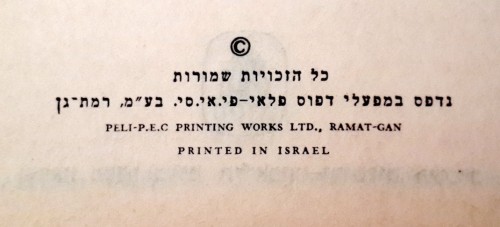 ©
כל הזכויות שמורות
נדפס במפעלי דפוס פלאי-פי.אי.סי. בע״מ, רמת-גן
PELI-P.E.C PRINTING WORKS LTD., RAMAT-GAN
PRINTED IN ISRAEL